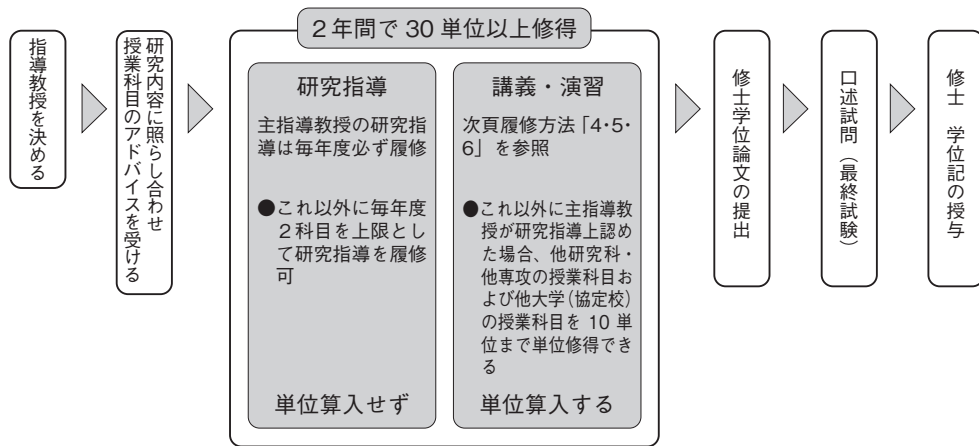 指導教授を決める
研究内容に照らし合わせ
授業科目のアドバイスを受ける
２年間で 30 単位以上修得
研究指導
主指導教授の研究指
導は毎年度必ず履修
●これ以外に毎年度
２科目を上限とし
て研究指導を履修
可
単位算入せず
講義・演習
次頁履修方法「4・5・
6」を参照
●これ以外に主指導教
授が研究指導上認め
た場合、他研究科・
他専攻の授業科目お
よび他大学（協定校）
の授業科目を 10 単
位まで単位修得でき
る
単位算入する
修士学位論文の提出
口述試問（最終試験）
修士　学位記の授与